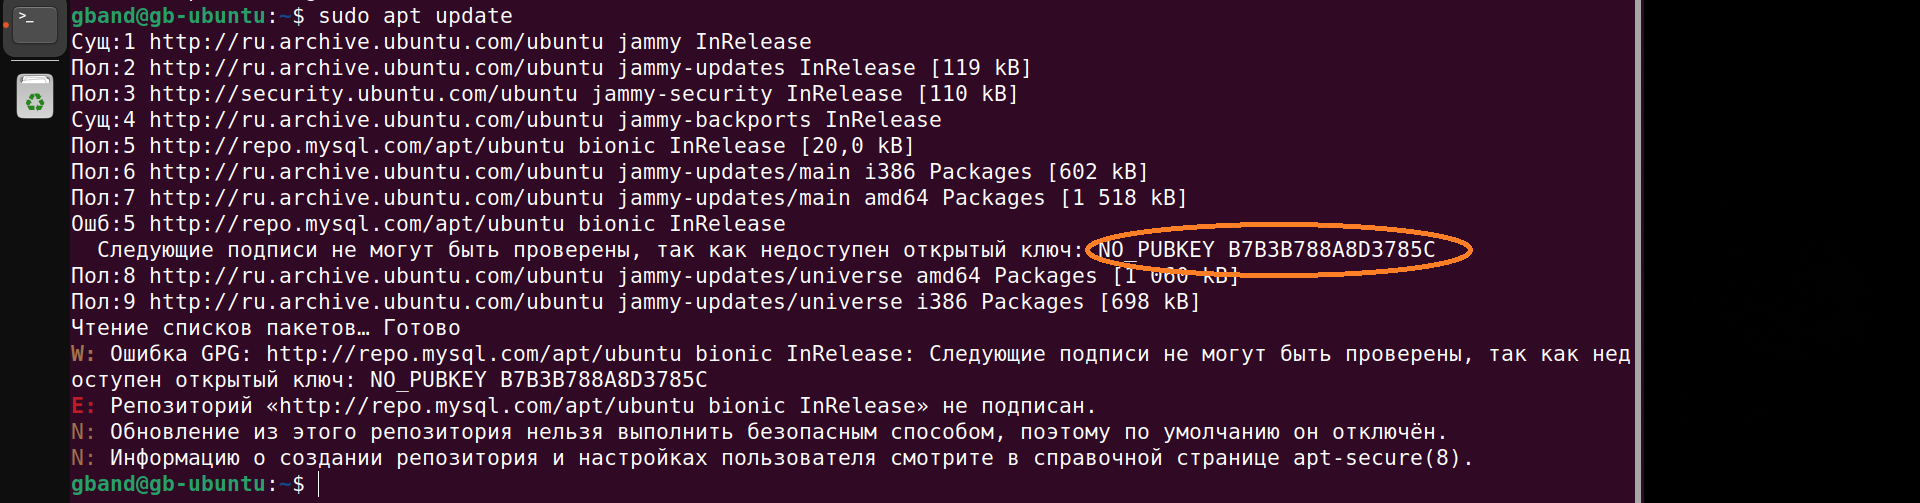 gband@gb-ubuntu:~$ sudo apt update
Сущ:1 http://ru.archive.ubuntu.com/ubuntu jammy InRelease
Пол:2 http://ru.archive.ubuntu.com/ubuntu jammy-updates InRelease [119 kB]
Пол:3 http://security.ubuntu.com/ubuntu jammy-security InRelease [110 kB]
Сущ:4 http://ru.archive.ubuntu.com/ubuntu jammy-backports InRelease
Пол:5 http://repo.mysql.com/apt/ubuntu bionic InRelease [20,0 kB]
Пол:6 http://ru.archive.ubuntu.com/ubuntu jammy-updates/main i386 Packages [602 kB]
Пол:7 http://ru.archive.ubuntu.com/ubuntu jammy-updates/main amd64 Packages [1 518 kB]
Ошб:5 http://repo.mysql.com/apt/ubuntu bionic InRelease
  Следующие подписи не могут быть проверены, так как недоступен открытый ключ: NO_PUBKEY B7B3B788A8D3785C
Пол:8 http://ru.archive.ubuntu.com/ubuntu jammy-updates/universe amd64 Packages [1 060 kB]
Пол:9 http://ru.archive.ubuntu.com/ubuntu jammy-updates/universe i386 Packages [698 kB]
Чтение списков пакетов… Готово
W: Ошибка GPG: http://repo.mysql.com/apt/ubuntu bionic InRelease: Следующие подписи не могут быть проверены, так как нед
оступен открытый ключ: NO_PUBKEY B7B3B788A8D3785C
E: Репозиторий «http://repo.mysql.com/apt/ubuntu bionic InRelease» не подписан.
N: Обновление из этого репозитория нельзя выполнить безопасным способом, поэтому по умолчанию он отключён.
N: Информацию о создании репозитория и настройках пользователя смотрите в справочной странице apt-secure(8).
gband@gb-ubuntu:~$